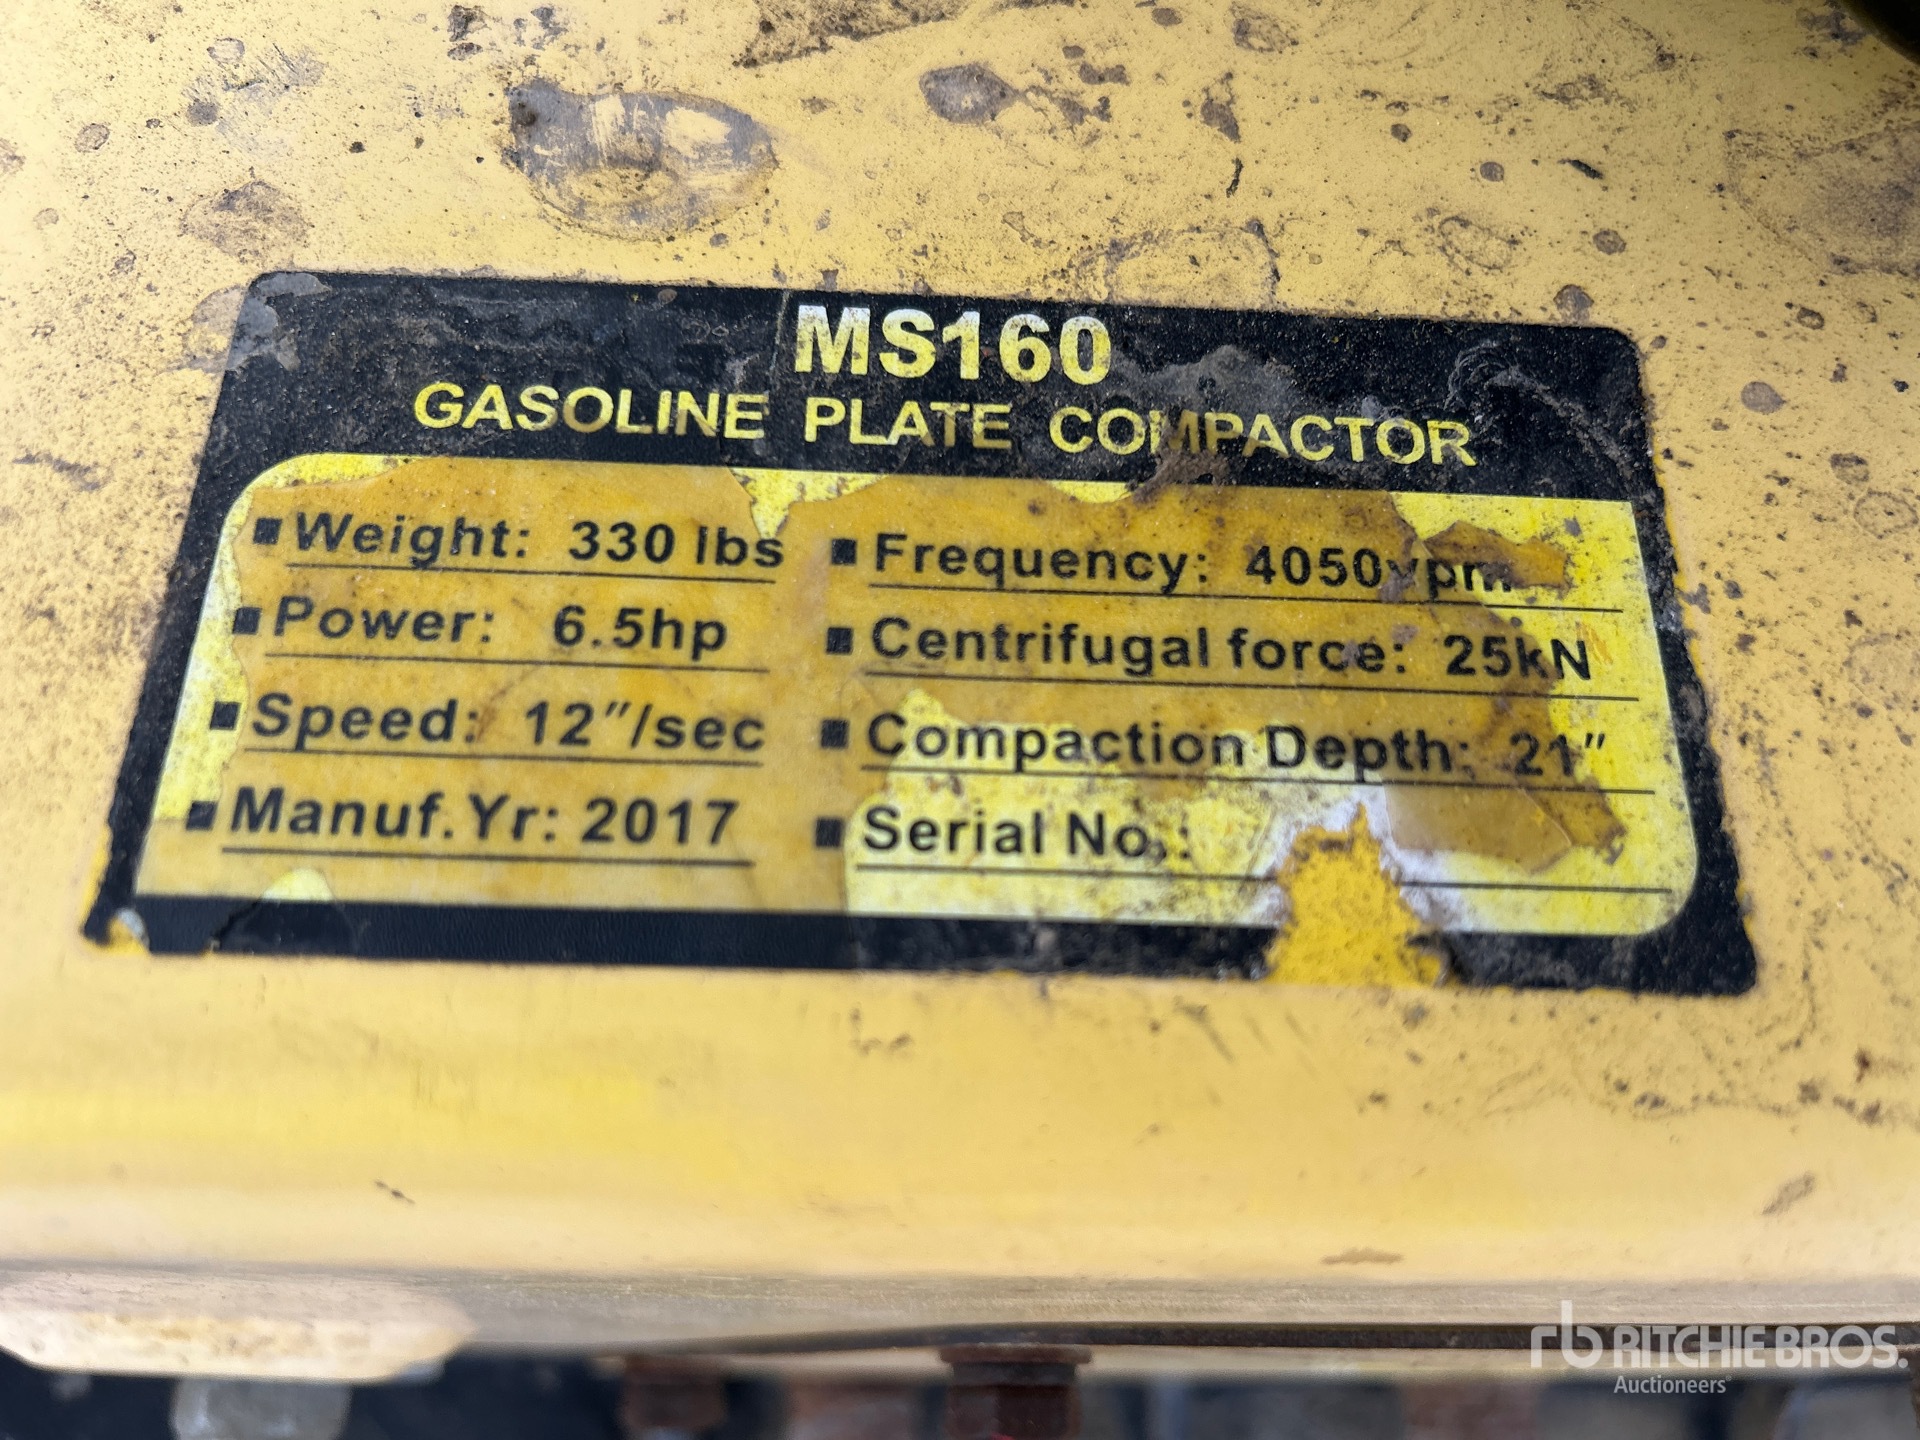 MS160
GASOLINE PLATE COMPACTOR
Weight: 330 lbs
Power: 6.5hp
Speed: 12"/sec
Manuf.Yr: 2017
Frequency: 4050vpm
Centrifugal force: 25kN
Compaction Depth: 21"
Serial No.:
rb RITCHIE BROS.
Auctioneers